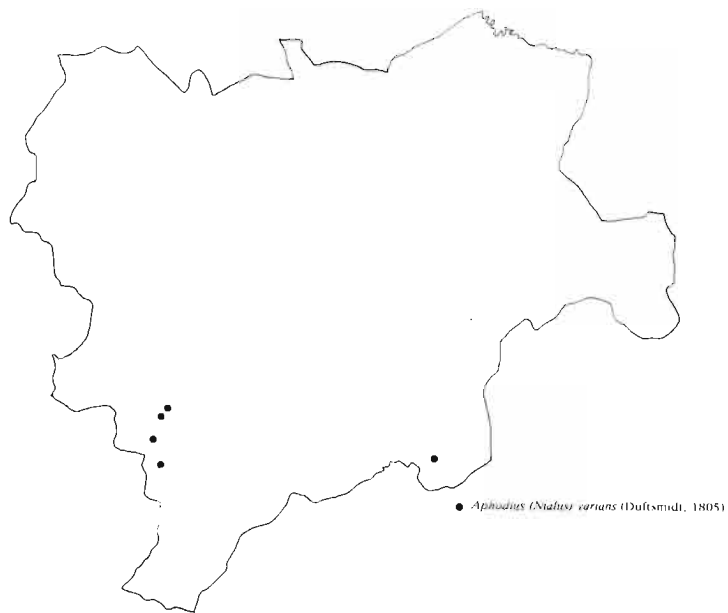 ● Aphodius (Nialus) varians (Duftsmidt, 1805)